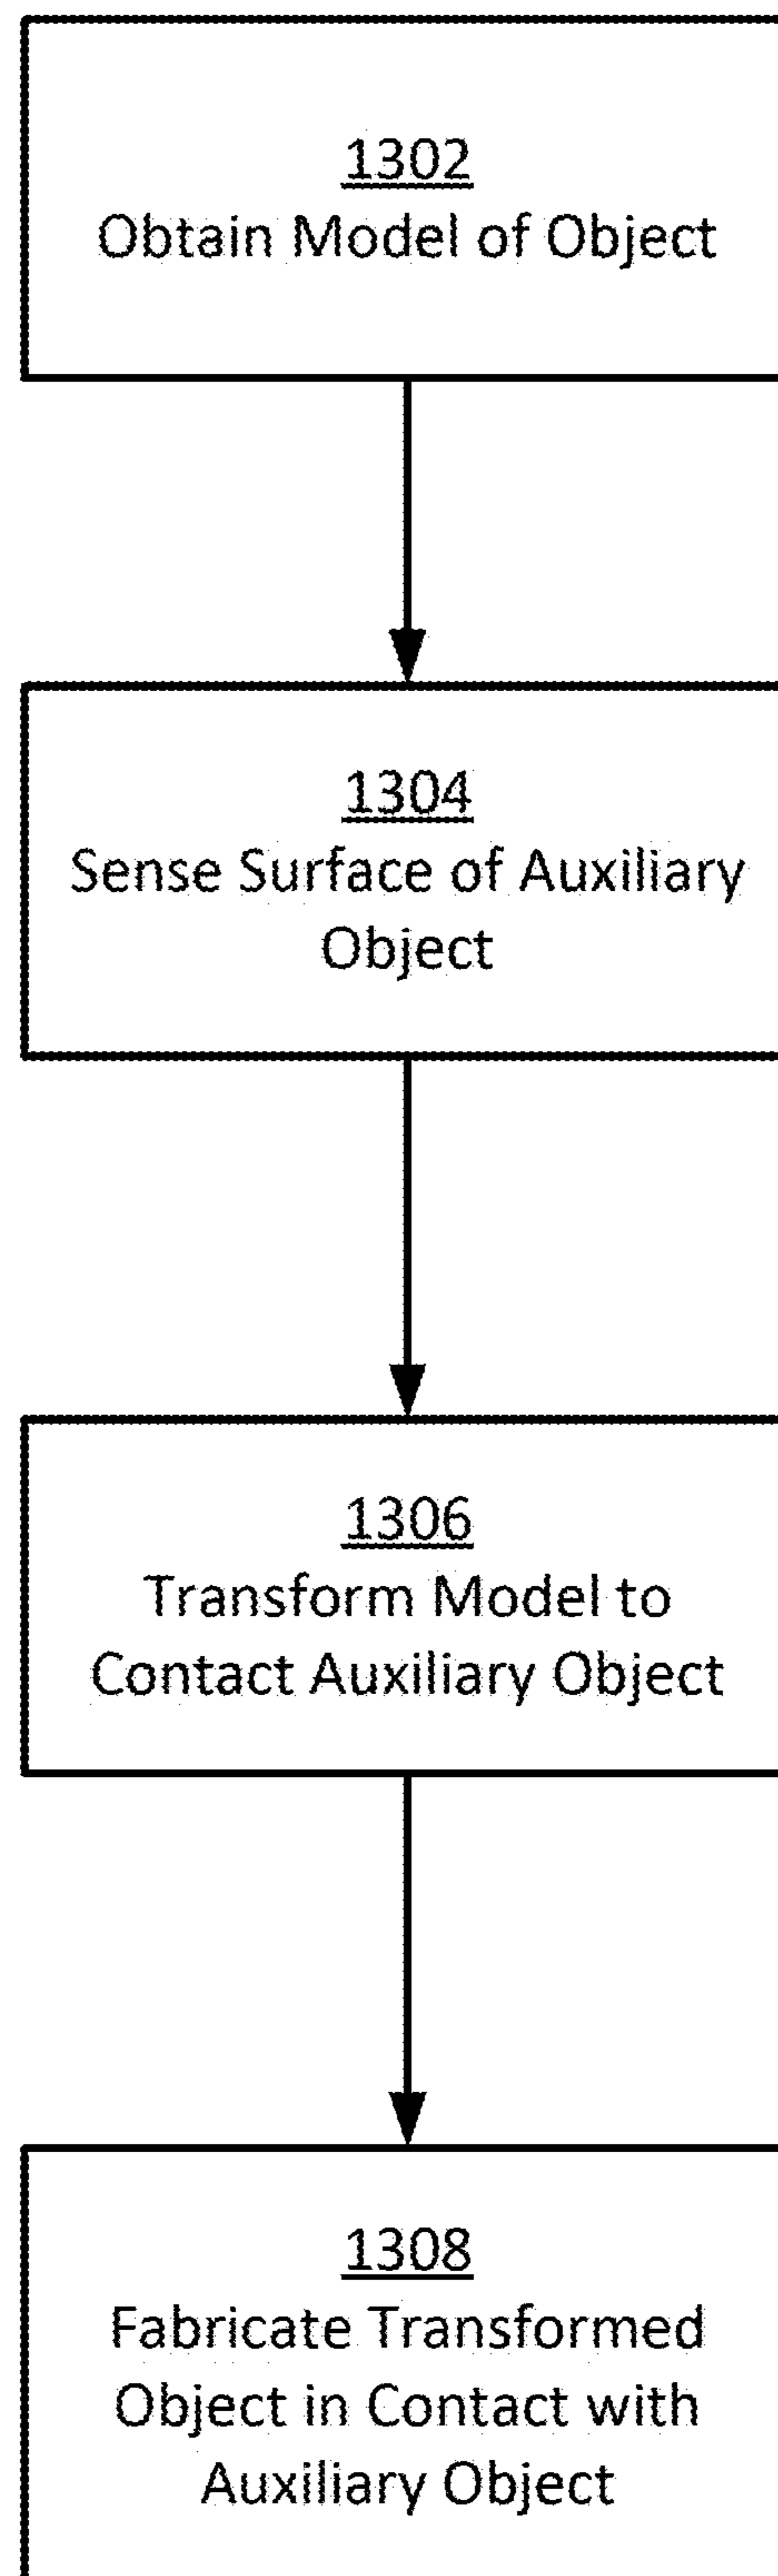 1302
Obtain Model of Object
1304
Sense Surface of Auxiliary
Object
1306
Transform Model to
Contact Auxiliary Object
1308
Fabricate Transformed
Object in Contact with
Auxiliary Object